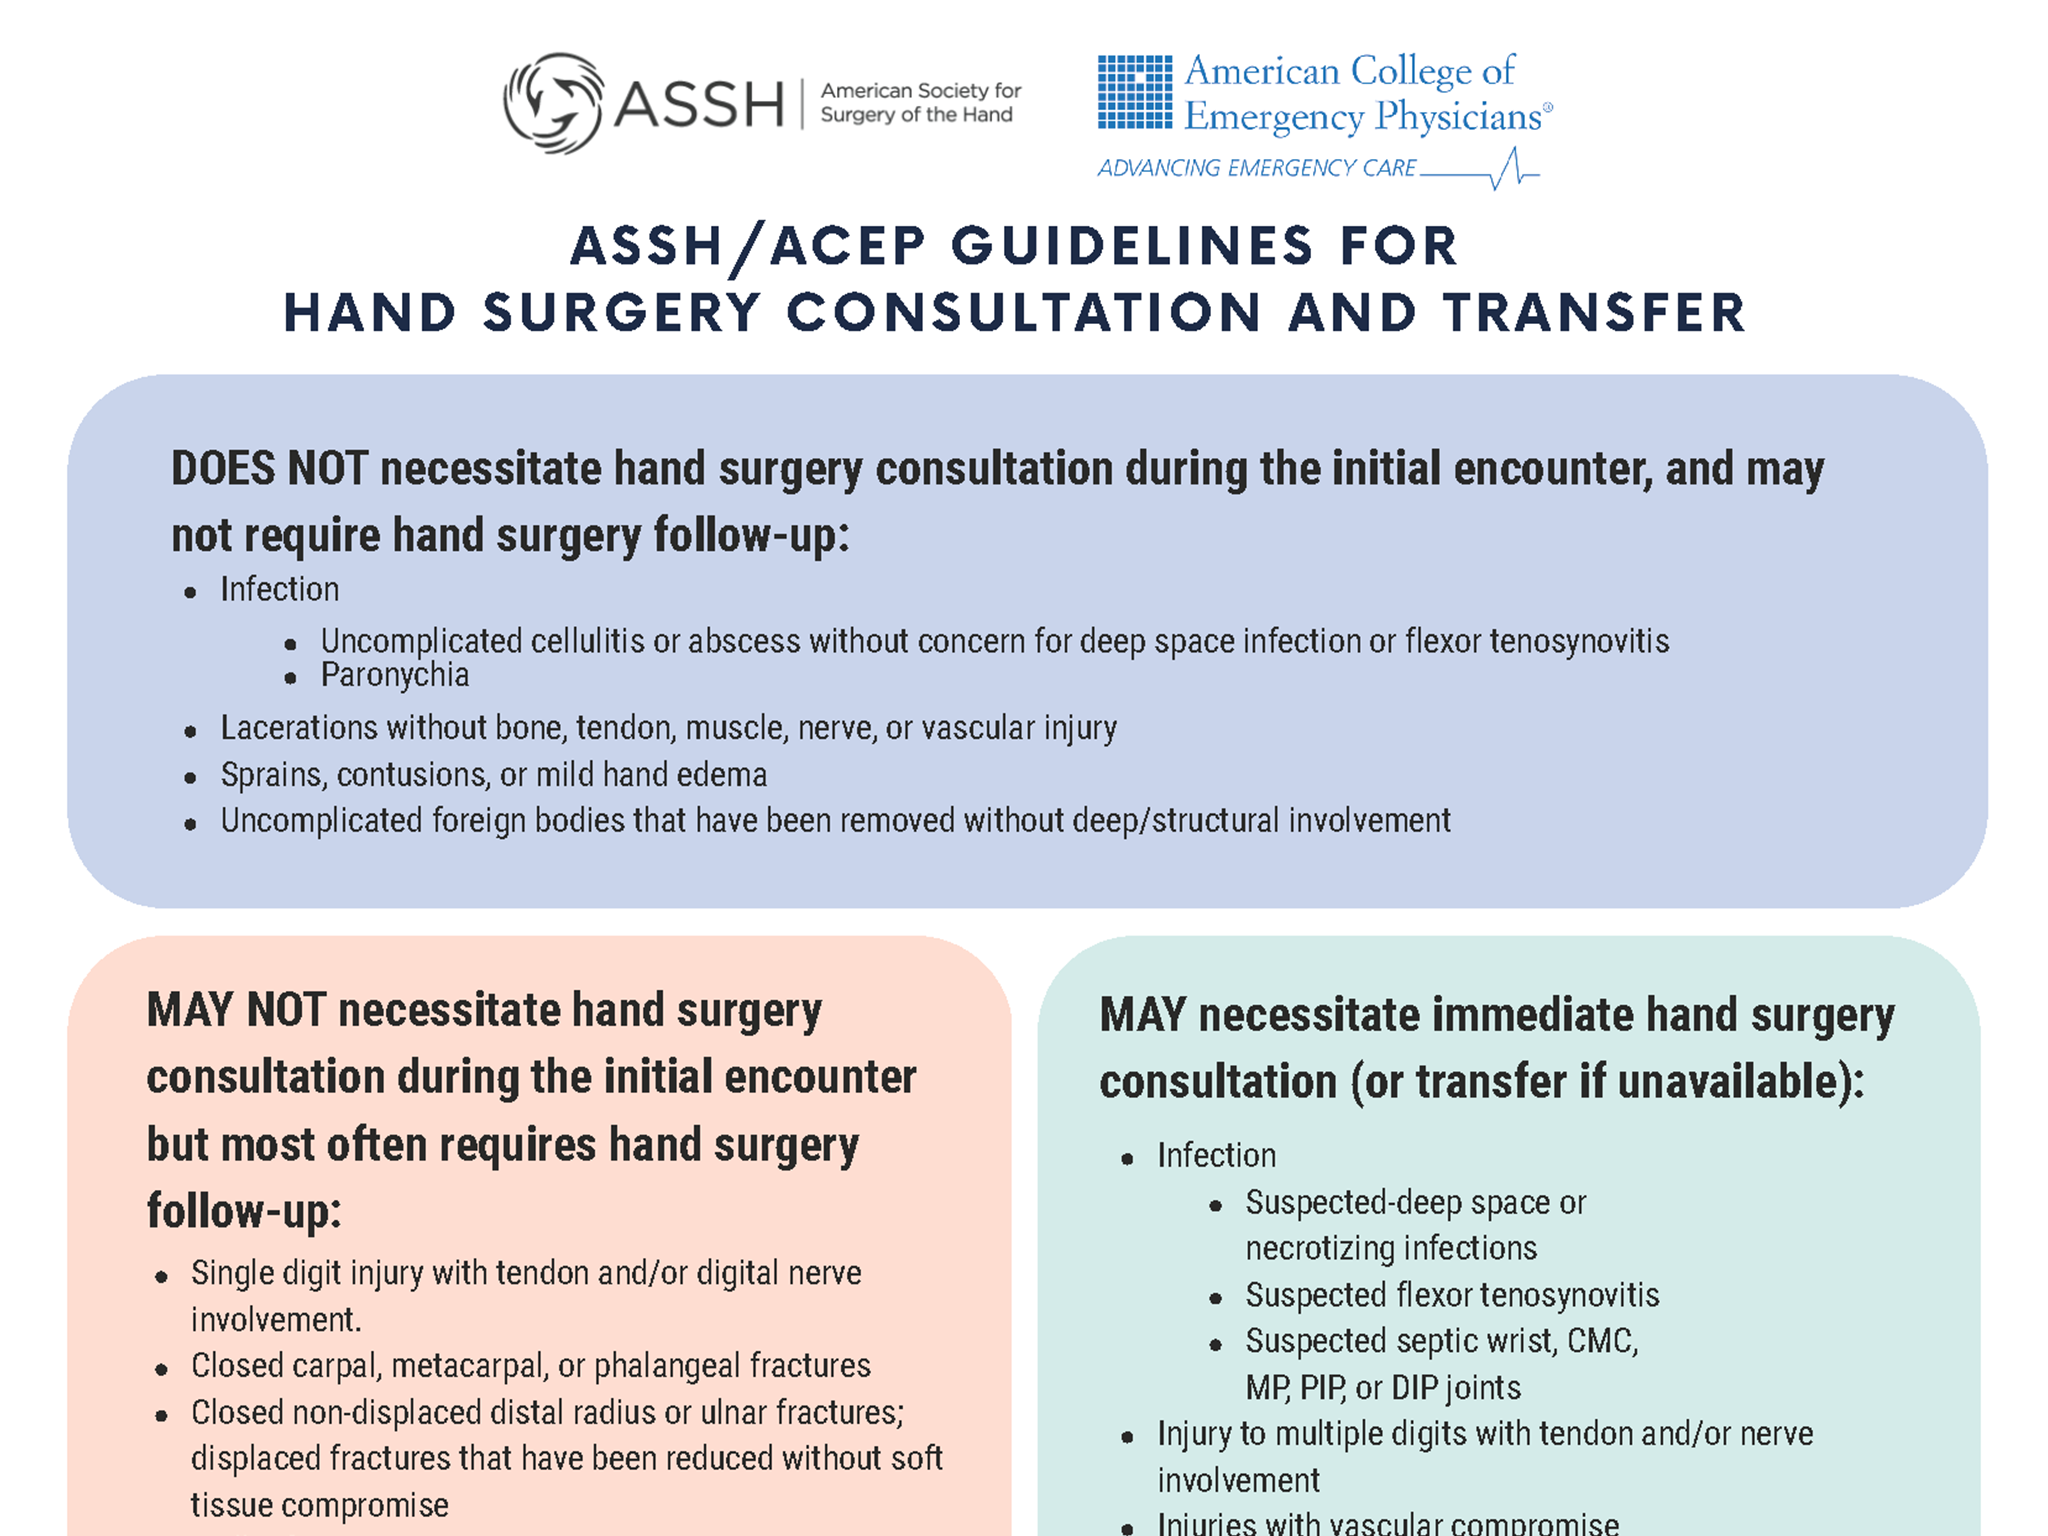 ASSH
American Society for
Surgery of the Hand
American College of
Emergency Physicians®
ADVANCING EMERGENCY CARE
ASSH/ACEP GUIDELINES FOR
HAND SURGERY CONSULTATION AND TRANSFER
DOES NOT necessitate hand surgery consultation during the initial encounter, and may
not require hand surgery follow-up:
• Infection
• Uncomplicated cellulitis or abscess without concern for deep space infection or flexor tenosynovitis
• Paronychia
• Lacerations without bone, tendon, muscle, nerve, or vascular injury
• Sprains, contusions, or mild hand edema
• Uncomplicated foreign bodies that have been removed without deep/structural involvement
MAY NOT necessitate hand surgery
consultation during the initial encounter
but most often requires hand surgery
follow-up:
• Single digit injury with tendon and/or digital nerve
involvement.
• Closed carpal, metacarpal, or phalangeal fractures
• Closed non-displaced distal radius or ulnar fractures;
displaced fractures that have been reduced without soft
tissue compromise
MAY necessitate immediate hand surgery
consultation (or transfer if unavailable):
• Infection
• Suspected-deep space or
necrotizing infections
• Suspected flexor tenosynovitis
• Suspected septic wrist, CMC,
MP, PIP, or DIP joints
• Injury to multiple digits with tendon and/or nerve
involvement
• Injuries with vascular compromise